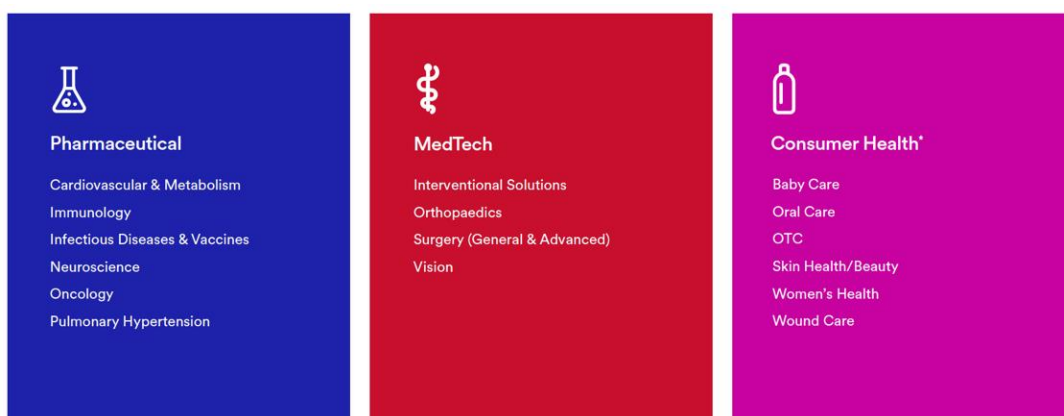 Pharmaceutical
Cardiovascular & Metabolism
Immunology
Infectious Diseases & Vaccines
Neuroscience
Oncology
Pulmonary Hypertension
MedTech
Interventional Solutions
Orthopaedics
Surgery (General & Advanced)
Vision
Consumer Health*
Baby Care
Oral Care
OTC
Skin Health/Beauty
Women's Health
Wound Care